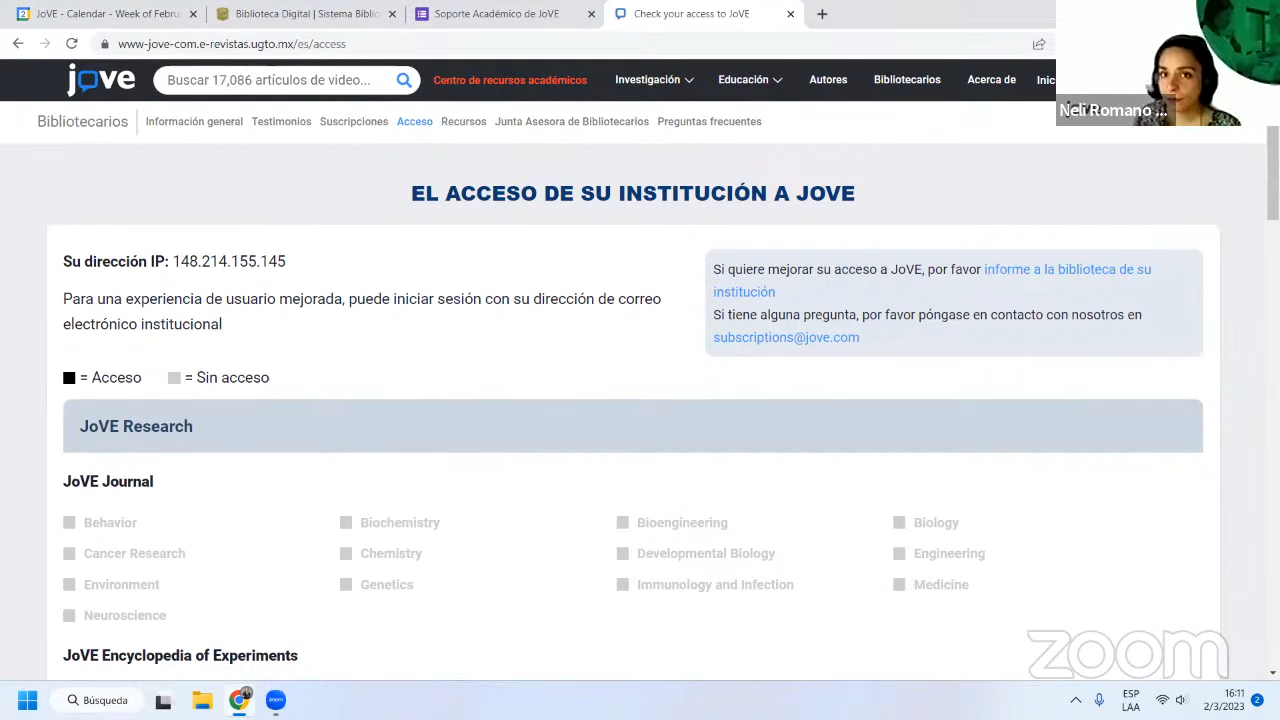 JoVE - Calendar - Week of Febru
Biblioteca Digital | Sistema Biblio
Soporte Académico de JoVE
Check your access to JoVE
www-jove-com.e-revistas.ugto.mx/es/access
jove
Buscar 17,086 artículos de video...
Centro de recursos académicos
Investigación
Educación
Autores
Bibliotecarios
Acerca de
Inic
Neli Romano ...
Bibliotecarios
Información general
Testimonios
Suscripciones
Acceso
Recursos
Junta Asesora de Bibliotecarios
Preguntas frecuentes
EL ACCESO DE SU INSTITUCIÓN A JOVE
Su dirección IP: 148.214.155.145
Para una experiencia de usuario mejorada, puede iniciar sesión con su dirección de correo
electrónico institucional
Si quiere mejorar su acceso a JoVE, por favor informe a la biblioteca de su
institución
Si tiene alguna pregunta, por favor póngase en contacto con nosotros en
subscriptions@jove.com
= Acceso = Sin acceso
JoVE Research
JoVE Journal
Behavior
Biochemistry
Bioengineering
Biology
Cancer Research
Chemistry
Developmental Biology
Engineering
Environment
Genetics
Immunology and Infection
Medicine
Neuroscience
JoVE Encyclopedia of Experiments
zoom
Búsqueda
zoom
ESP
LAA
16:11
2/3/2023
2